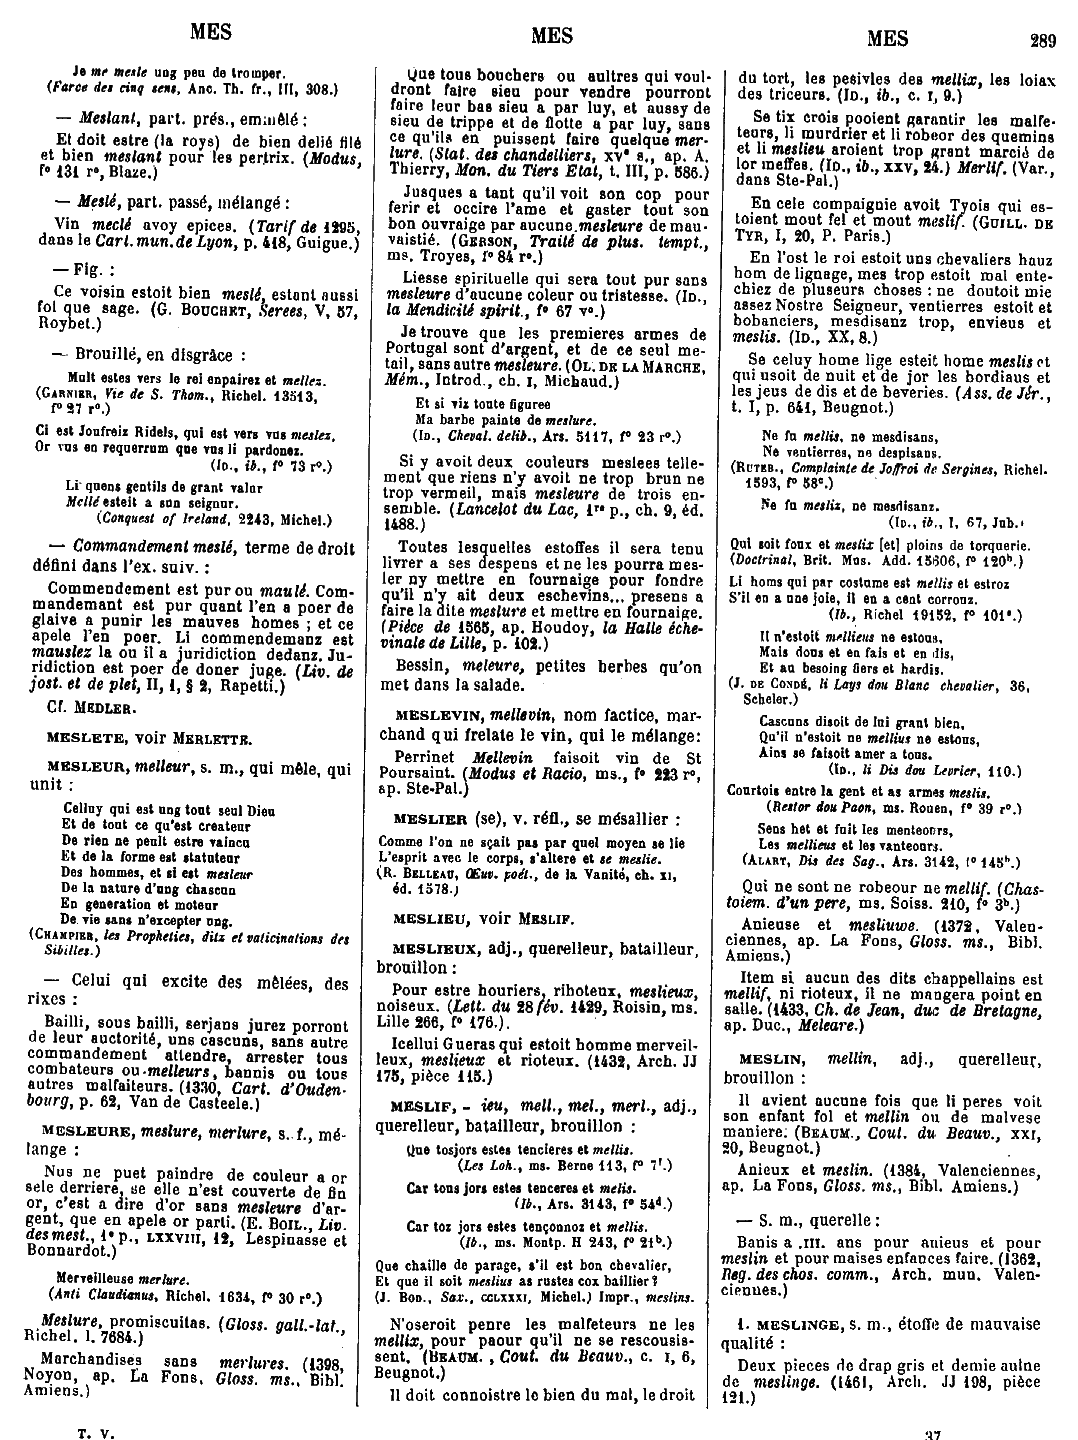 MES
MES
MES 289
Je me mesle ung peu de tromper.
(Farce des cinq sens, Anc. Th. fr., III, 308.)
— Meslant, part. prés., emmêlé :
Et doit estre (la roys) de bien delié filé
et bien meslant pour les pertrix. (Modus,
f° 131 r°, Blaze.)
— Meslé, part. passé, mélangé :
Vin meclé avoy epices. (Tarif de 1295,
dans le Cart. mun. de Lyon, p. 418, Guigue.)
— Fig. :
Ce voisin estoit bien meslé, estant aussi
fol que sage. (G. BOUCHET, Serees, V, 57,
Roybet.)
— Brouillé, en disgrâce :
Mult estes vers le rei enpairez et mellez.
(GARNIER, Vie de S. Thom., Richel. 13513,
f° 27 r°.)
Ci est Joufreiz Ridels, qui est vers vus meslez,
Or vus en requerrum que vus li pardonez.
(ID., ib., f° 73 r°.)
Li quens gentils de grant valur
Mellé esteit a sun seignur.
(Conquest of Ireland, 2243, Michel.)
— Commandement meslé, terme de droit
défini dans l'ex. suiv. :
Commendement est pur ou maulé. Com-
mandemant est pur quant l'en a poer de
glaive a punir les mauves homes ; et ce
apele l'en poer. Li commendemanz est
mauslez la ou il a juridiction dedanz. Ju-
ridiction est poer de doner juge. (Liv. de
jost. et de plet, II, 1, § 2, Rapetti.)
Cf. MEDLER.
MESLETE, voir MERLETTE.
MESLEUR, melleur, s. m., qui mêle, qui
unit :
Celluy qui est ung tout seul Dieu
Et de tout ce qu'est createur
De rien ne peult estre vaincu
Et de la forme est statuteur
Des hommes, et si est mesleur
De la nature d'ung chascun
En generation et moteur
De vie sans n'excepter ung.
(CHAMPIER, les Propheties, ditz et vaticinations des
Sibilles.)
— Celui qui excite des mêlées, des
rixes :
Bailli, sous bailli, serjans jurez porront
de leur auctorité, uns cascuns, sans autre
commandement attendre, arrester tous
combateurs ou melleurs, bannis ou tous
autres malfaiteurs. (1330, Cart. d'Ouden-
bourg, p. 62, Van de Casteele.)
MESLEURE, meslure, merlure, s. f., mé-
lange :
Nus ne puet paindre de couleur a or
sele derriere, se elle n'est couverte de fin
or, c'est a dire d'or sans mesleure d'ar-
gent, que en apele or parti. (E. BOIL., Liv.
des mest., 1e p., LXXVIII, 12, Lespinasse et
Bonnardot.)
Merveilleuse merlure.
(Anti Claudianus, Richel. 1634, f° 30 r°.)
Meslure, promiscuitas. (Gloss. gall.-lat.,
Richel. l. 7684.)
Marchandises sans merlures. (1398,
Noyon, ap. La Fons, Gloss. ms., Bibl.
Amiens.)
T. V.
Que tous bouchers ou aultres qui voul-
dront faire sieu pour vendre pourront
faire leur bas sieu a par luy, et aussy de
sieu de trippe et de flotte a par luy, sans
ce qu'ils en puissent faire quelque mer-
lure. (Stat. des chandelliers, XVe s., ap. A.
Thierry, Mon. du Tiers Etat, t. III, p. 586.)
Jusques a tant qu'il voit son cop pour
ferir et occire l'ame et gaster tout son
bon ouvraige par aucune mesleure de mau-
vaistié. (GERSON, Traité de plus. tempt.,
ms. Troyes, f° 84 r°.)
Liesse spirituelle qui sera tout pur sans
mesleure d'aucune coleur ou tristesse. (ID.,
la Mendicité spirit., f° 67 v°.)
Je trouve que les premieres armes de
Portugal sont d'argent, et de ce seul me-
tail, sans autre mesleure. (OL. DE LA MARCHE,
Mém., Introd., ch. I, Michaud.)
Et si viz toute figuree
Ma barbe painte de meslure.
(ID., Cheval. delib., Ars. 5117, f° 23 r°.)
Si y avoit deux couleurs meslees telle-
ment que riens n'y avoit ne trop brun ne
trop vermeil, mais mesleure de trois en-
semble. (Lancelot du Lac, 1re p., ch. 9, éd.
1488.)
Toutes lesquelles estoffes il sera tenu
livrer a ses despens et ne les pourra mes-
ler ny mettre en fournaige pour fondre
qu'il n'y ait deux eschevins... presens a
faire la dite meslure et mettre en fournaige.
(Pièce de 1565, ap. Houdoy, la Halle éche-
vinale de Lille, p. 102.)
Bessin, meleure, petites herbes qu'on
met dans la salade.
MESLEVIN, mellevin, nom factice, mar-
chand qui frelate le vin, qui le mélange:
Perrinet Mellevin faisoit vin de St
Poursaint. (Modus et Racio, ms., f° 223 r°,
ap. Ste-Pal.)
MESLIER (se), v. réfl., se mésallier :
Comme l'on ne sçait pas par quel moyen se lie
L'esprit avec le corps, s'altere et se meslie.
(R. BELLEAU, Œuv. poét., de la Vanité, ch. XI,
éd. 1578.)
MESLIEU, voir MESLIF.
MESLIEUX, adj., querelleur, batailleur,
brouillon :
Pour estre houriers, rihoteux, meslieux,
noiseux. (Lett. du 28 fév. 1429, Roisin, ms.
Lille 266, f° 176.).
Icellui Gueras qui estoit homme merveil-
leux, meslieux et rioteux. (1432, Arch. JJ
175, pièce 115.)
MESLIF, - ieu, mell., mel., merl., adj.,
querelleur, batailleur, brouillon :
Que tosjors estes tencieres et mellis.
(Les Loh., ms. Berne 113, f° 7f.)
Car tous jors estes tenceres et melis.
(Ib., Ars. 3143, f° 54d.)
Car toz jors estes tençonnoz et mellis.
(Ib., ms. Montp. H 243, f° 21b.)
Que chaille de parage, s'il est bon chevalier,
Et que il soit meslius as rustes cox baillier ?
(J. BOD., Sax., CCLXXXI, Michel.) Impr., meslins.
N'oseroit penre les malfeteurs ne les
mellix, pour paour qu'il ne se rescousis-
sent. (BEAUM., Cout. du Beauv., c. I, 6,
Beugnot.)
Il doit connoistre le bien du mal, le droit
du tort, les pesivles des mellix, les loiax
des triceurs. (ID., ib., c. I, 9.)
Se tix crois pooient garantir les malfe-
teurs, li murdrier et li robeor des quemins
et li meslieu aroient trop grant marcié de
lor meffes. (ID., ib., XXV, 24.) Merlif. (Var.,
dans Ste-Pal.)
En cele compaignie avoit Tyois qui es-
toient mout fel et mout meslif. (GUILL. DE
TYR, I, 20, P. Paris.)
En l'ost le roi estoit uns chevaliers hauz
hom de lignage, mes trop estoit mal ente-
chiez de pluseurs choses : ne doutoit mie
assez Nostre Seigneur, ventierres estoit et
bobanciers, mesdisanz trop, envieus et
meslis. (ID., XX, 8.)
Se celuy home lige esteit home meslis et
qui usoit de nuit et de jor les bordiaus et
les jeus de dis et de beveries. (Ass. de Jér.,
t. I, p. 641, Beugnot.)
Ne fu mellis, ne mesdisans,
Ne ventierres, ne despisans.
(RUTEB., Complainte de Joffroi de Sergines, Richel.
1593, f° 58c.)
Ne fu mesliz, ne mesdisanz.
(ID., ib., I, 67, Jub.)
Qui soit foux et meslix [et] pleins de torquerie.
(Doctrinal, Brit. Mus. Add. 15606, f° 120b.)
Li homs qui par costume est mellis et estroz
S'il en a une joie, il en a cent corrouz.
(Ib., Richel 19152, f° 101a.)
Il n'estoit mellieus ne estous,
Mais dous et en fais et en dis,
Et au besoing fiers et hardis.
(J. DE CONDÉ, li Lays dou Blanc chevalier, 36,
Scheler.)
Cascuns disoit de lui grant bien,
Qu'il n'estoit ne mellius ne estous,
Ains se faisoit amer a tous.
(ID., li Dis dou Levrier, 110.)
Courtois entre la gent et as armes meslis.
(Restor dou Paon, ms. Rouen, f° 39 r°.)
Sens het et fuit les menteours,
Les mellieus et les vanteours.
(ALART, Dis des Sag., Ars. 3142, f° 145b.)
Qui ne sont ne robeour ne mellif. (Chas-
toiem. d'un pere, ms. Soiss. 210, f° 3b.)
Anieuse et mesliuwe. (1372, Valen-
ciennes, ap. La Fons, Gloss. ms., Bibl.
Amiens.)
Item si aucun des dits chappellains est
mellif, ni rioteux, il ne mangera point en
salle. (1433, Ch. de Jean, duc de Bretagne,
ap. Duc., Meleare.)
MESLIN, mellin, adj., querelleur,
brouillon :
Il avient aucune fois que li peres voit
son enfant fol et mellin ou de malvese
maniere. (BEAUM., Cout. du Beauv., XXI,
20, Beugnot.)
Anieux et meslin. (1384, Valenciennes,
ap. La Fons, Gloss. ms., Bibl. Amiens.)
— S. m., querelle :
Banis a .III. ans pour anieus et pour
meslin et pour maises enfances faire. (1362,
Reg. des chos. comm., Arch. mun. Valen-
ciennes.)
1. MESLINGE, s. m., étoffe de mauvaise
qualité :
Deux pieces de drap gris et demie aulne
de meslinge. (1461, Arch. JJ 198, pièce
121.)
37